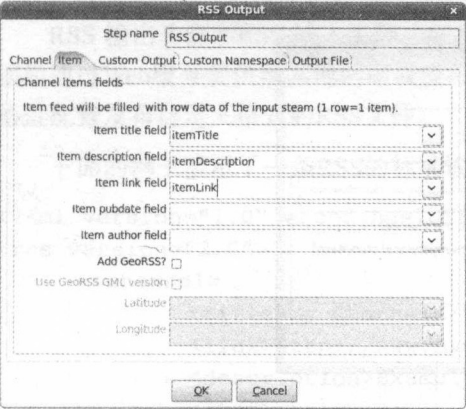 RSS Output
Step name RSS Output
Channel Item Custom Output Custom Namespace Output File
Channel items fields
Item feed will be filled with row data of the input steam (1 row=1 item).
Item title field itemTitle
Item description field itemDescription
Item link field itemLink
Item pubdate field
Item author field
Add GeoRSS?
Use GeoRSS GML version
Latitude
Longitude
OK Cancel